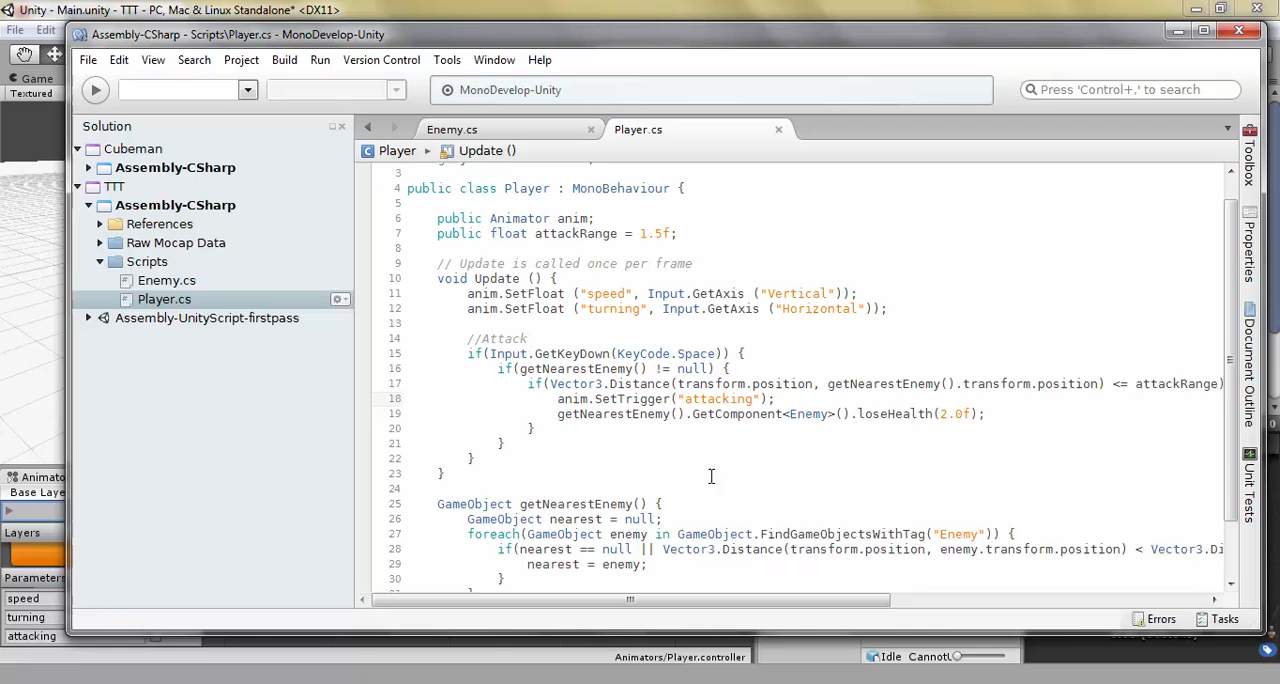 Unity - Main.unity - TTT - PC, Mac & Linux Standalone* <DX11>
File Edit
Assembly-CSharp - Scripts\Player.cs - MonoDevelop-Unity
File Edit View Search Project Build Run Version Control Tools Window Help
Game
Textured
MonoDevelop-Unity
Press 'Control+,' to search
Solution
Cubeman
Assembly-CSharp
TTT
Assembly-CSharp
References
Raw Mocap Data
Scripts
Enemy.cs
Player.cs
Assembly-UnityScript-firstpass
Enemy.cs Player.cs
Player Update ()
3
4 public class Player : MonoBehaviour {
5
6 public Animator anim;
7 public float attackRange = 1.5f;
8
9 // Update is called once per frame
10 void Update () {
11 anim.SetFloat ("speed", Input.GetAxis ("Vertical"));
12 anim.SetFloat ("turning", Input.GetAxis ("Horizontal"));
13
14 //Attack
15 if(Input.GetKeyDown(KeyCode.Space)) {
16 if(getNearestEnemy() != null) {
17 if(Vector3.Distance(transform.position, getNearestEnemy().transform.position) <= attackRange)
18 anim.SetTrigger("attacking");
19 getNearestEnemy().GetComponent<Enemy>().loseHealth(2.0f);
20 }
21 }
22 }
23 }
24
25 GameObject getNearestEnemy() {
26 GameObject nearest = null;
27 foreach(GameObject enemy in GameObject.FindGameObjectsWithTag("Enemy")) {
28 if(nearest == null || Vector3.Distance(transform.position, enemy.transform.position) < Vector3.Di
29 nearest = enemy;
30 }
Toolbox
Properties
Document Outline
Unit Tests
Errors Tasks
Animato
Base Laye
Layers
Parameters
speed
turning
attacking
Animators/Player.controller
Idle